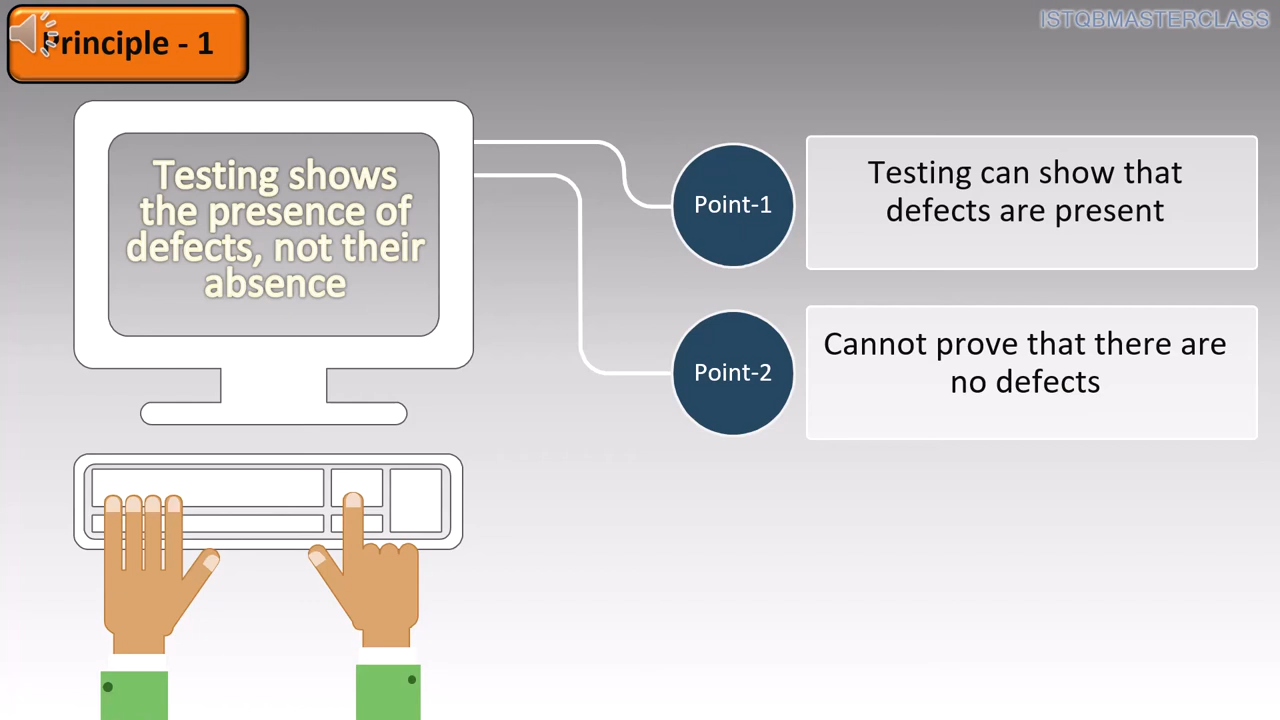 Principle - 1
ISTQBMASTERCLASS
Testing shows
the presence of
defects, not their
absence
Point-1
Testing can show that
defects are present
Point-2
Cannot prove that there are
no defects